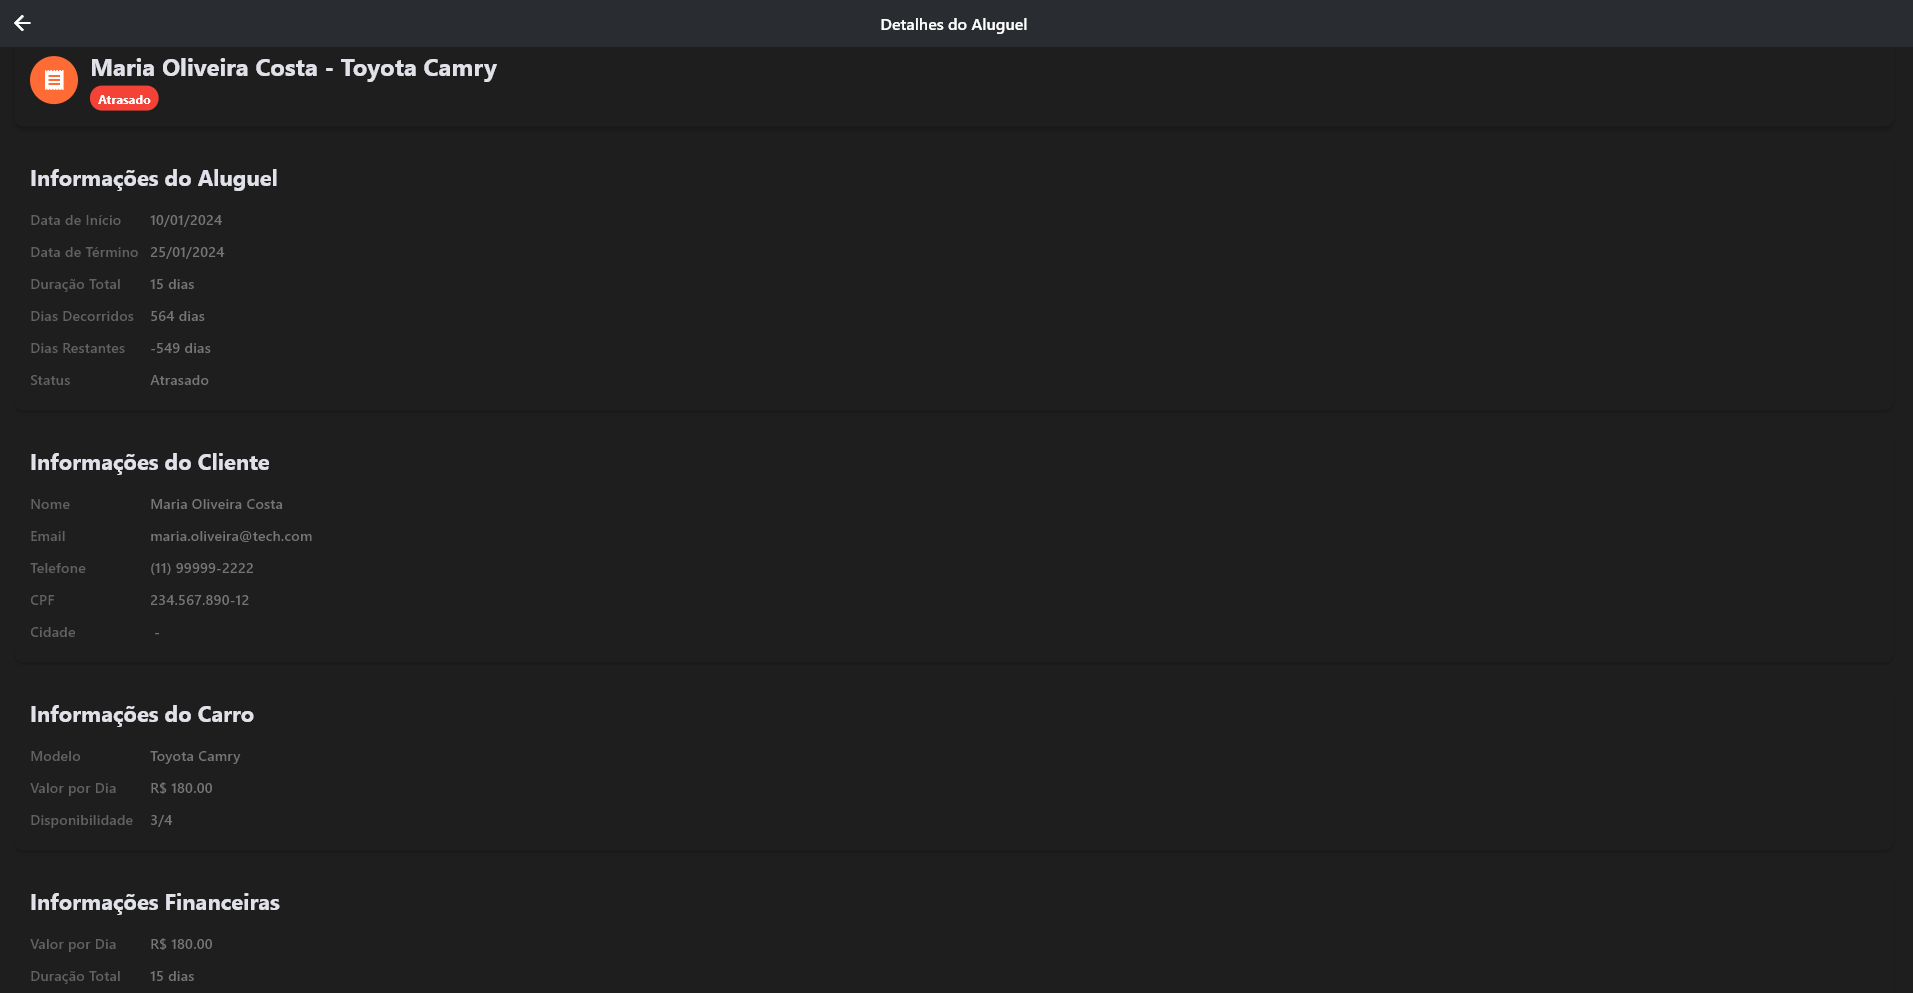 Detalhes do Aluguel
Maria Oliveira Costa - Toyota Camry
Atrasado
Informações do Aluguel
Data de Início 10/01/2024
Data de Término 25/01/2024
Duração Total 15 dias
Dias Decorridos 564 dias
Dias Restantes -549 dias
Status Atrasado
Informações do Cliente
Nome Maria Oliveira Costa
Email maria.oliveira@tech.com
Telefone (11) 99999-2222
CPF 234.567.890-12
Cidade -
Informações do Carro
Modelo Toyota Camry
Valor por Dia R$ 180.00
Disponibilidade 3/4
Informações Financeiras
Valor por Dia R$ 180.00
Duração Total 15 dias